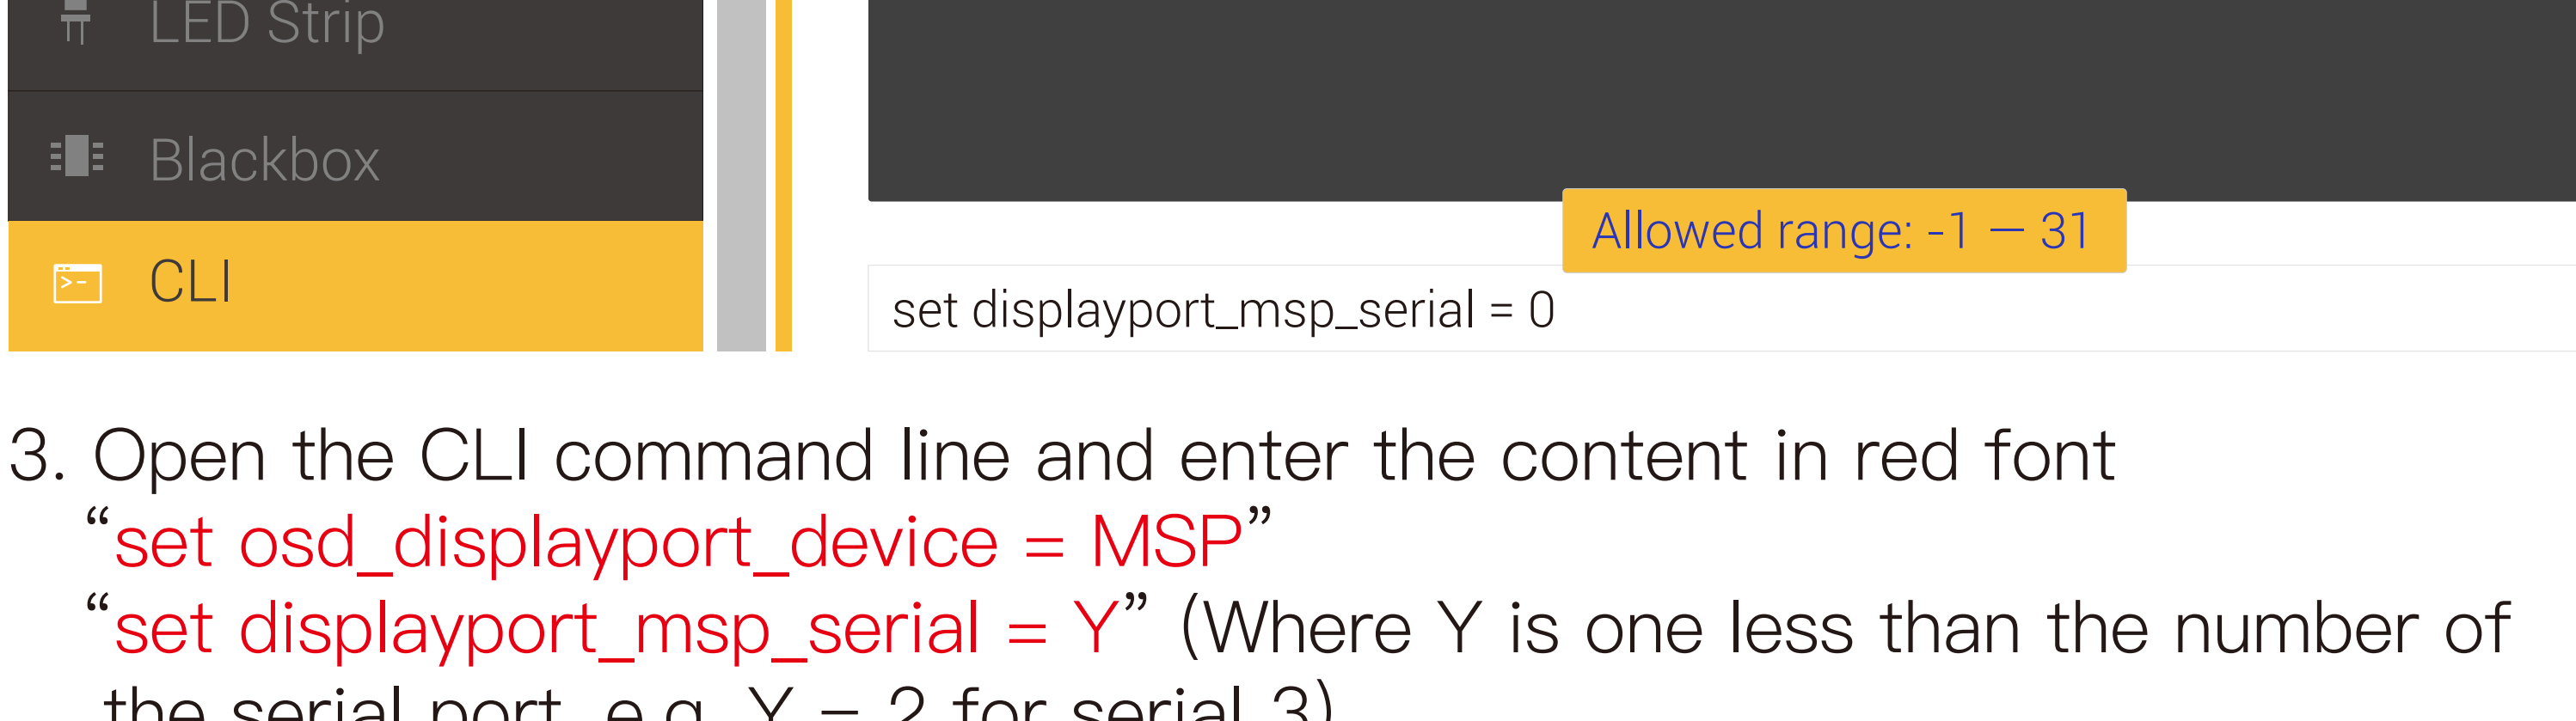 LED Strip
Blackbox
CLI
Allowed range: -1 — 31
set displayport_msp_serial = 0
3. Open the CLI command line and enter the content in red font
“set osd_displayport_device = MSP”
“set displayport_msp_serial = Y” (Where Y is one less than the number of
the serial port, e.g. Y = 2 for serial 3)